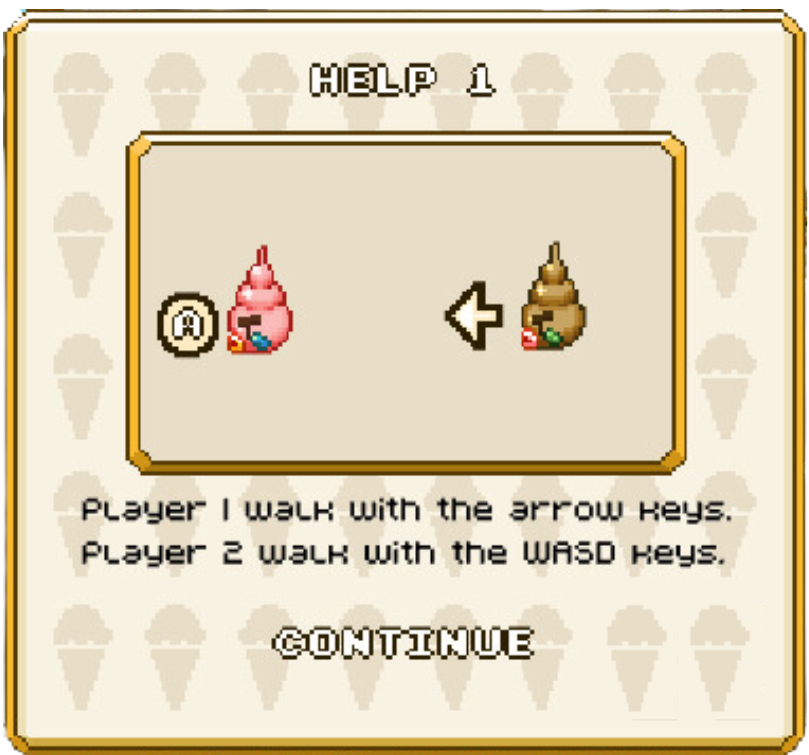 HELP 1
A
Player 1 walk with the arrow keys.
Player 2 walk with the WASD keys.
CONTINUE